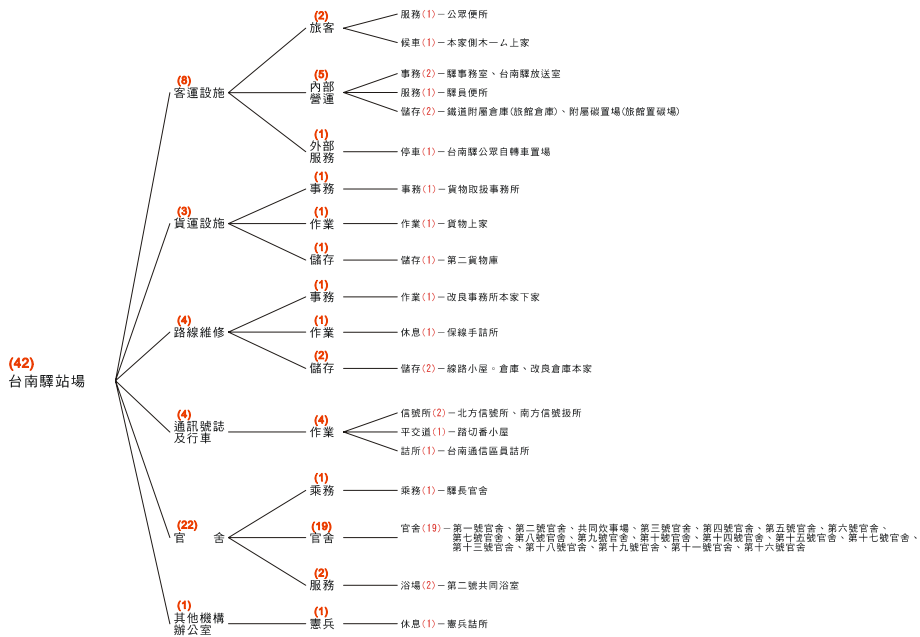 (42)
台南驛站場
(8)
客運設施
(2)
旅客
服務(1)－公眾便所
候車(1)－本家側木一ム上家
(5)
內部
營運
事務(2)－驛事務室、台南驛放送室
服務(1)－驛員便所
儲存(2)－鐵道附屬倉庫(旅館倉庫)、附屬碳置場(旅館置碳場)
(1)
外部
服務
停車(1)－台南驛公眾自轉車置場
(3)
貨運設施
(1)
事務
事務(1)－貨物取扱事務所
(1)
作業
作業(1)－貨物上家
(1)
儲存
儲存(1)－第二貨物庫
(4)
路線維修
(1)
事務
作業(1)－改良事務所本家下家
(1)
作業
休息(1)－保線手詰所
(2)
儲存
儲存(2)－線路小屋。倉庫、改良倉庫本家
(4)
通訊號誌
及行車
(4)
作業
信號所(2)－北方信號所、南方信號扱所
平交道(1)－踏切番小屋
詰所(1)－台南通信區員詰所
(22)
官　　舍
(1)
乘務
乘務(1)－驛長官舍
(19)
官舍
官舍(19)－第一號官舍、第二號官舍、共同炊事場、第三號官舍、第四號官舍、第五號官舍、第六號官舍、
第七號官舍、第八號官舍、第九號官舍、第十號官舍、第十四號官舍、第十五號官舍、第十七號官舍、
第十三號官舍、第十八號官舍、第十九號官舍、第十一號官舍、第十六號官舍
(2)
服務
浴場(2)－第二號共同浴室
(1)
其他機構
辦公室
(1)
憲兵
休息(1)－憲兵詰所